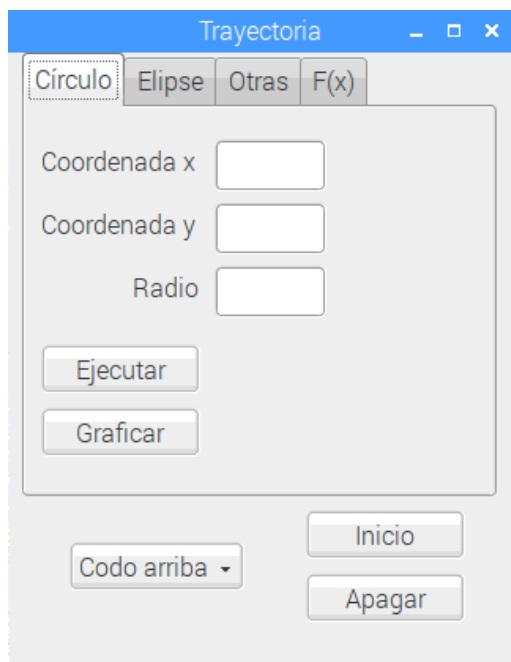 Trayectoria
Círculo Elipse Otras F(x)
Coordenada x
Coordenada y
Radio
Ejecutar
Graficar
Inicio
Codo arriba
Apagar